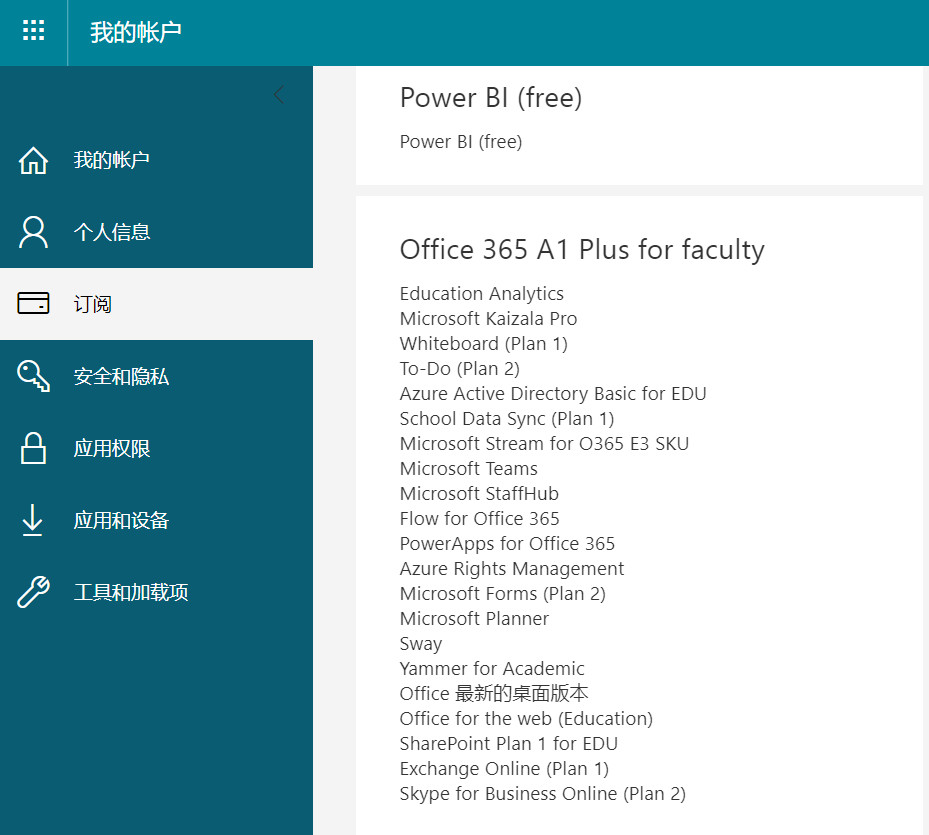 我的帐户
我的帐户
个人信息
订阅
安全和隐私
应用权限
应用和设备
工具和加载项
Power BI (free)
Power BI (free)
Office 365 A1 Plus for faculty
Education Analytics
Microsoft Kaizala Pro
Whiteboard (Plan 1)
To-Do (Plan 2)
Azure Active Directory Basic for EDU
School Data Sync (Plan 1)
Microsoft Stream for O365 E3 SKU
Microsoft Teams
Microsoft StaffHub
Flow for Office 365
PowerApps for Office 365
Azure Rights Management
Microsoft Forms (Plan 2)
Microsoft Planner
Sway
Yammer for Academic
Office 最新的桌面版本
Office for the web (Education)
SharePoint Plan 1 for EDU
Exchange Online (Plan 1)
Skype for Business Online (Plan 2)